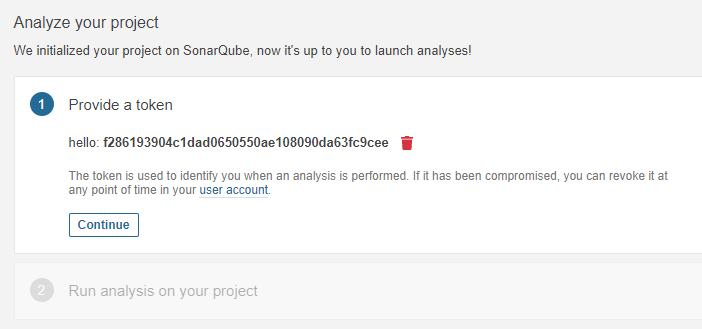 Analyze your project
We initialized your project on SonarQube, now it's up to you to launch analyses!
1 Provide a token
hello: f286193904c1dad0650550ae108090da63fc9cee
The token is used to identify you when an analysis is performed. If it has been compromised, you can revoke it at
any point of time in your user account.
Continue
2 Run analysis on your project